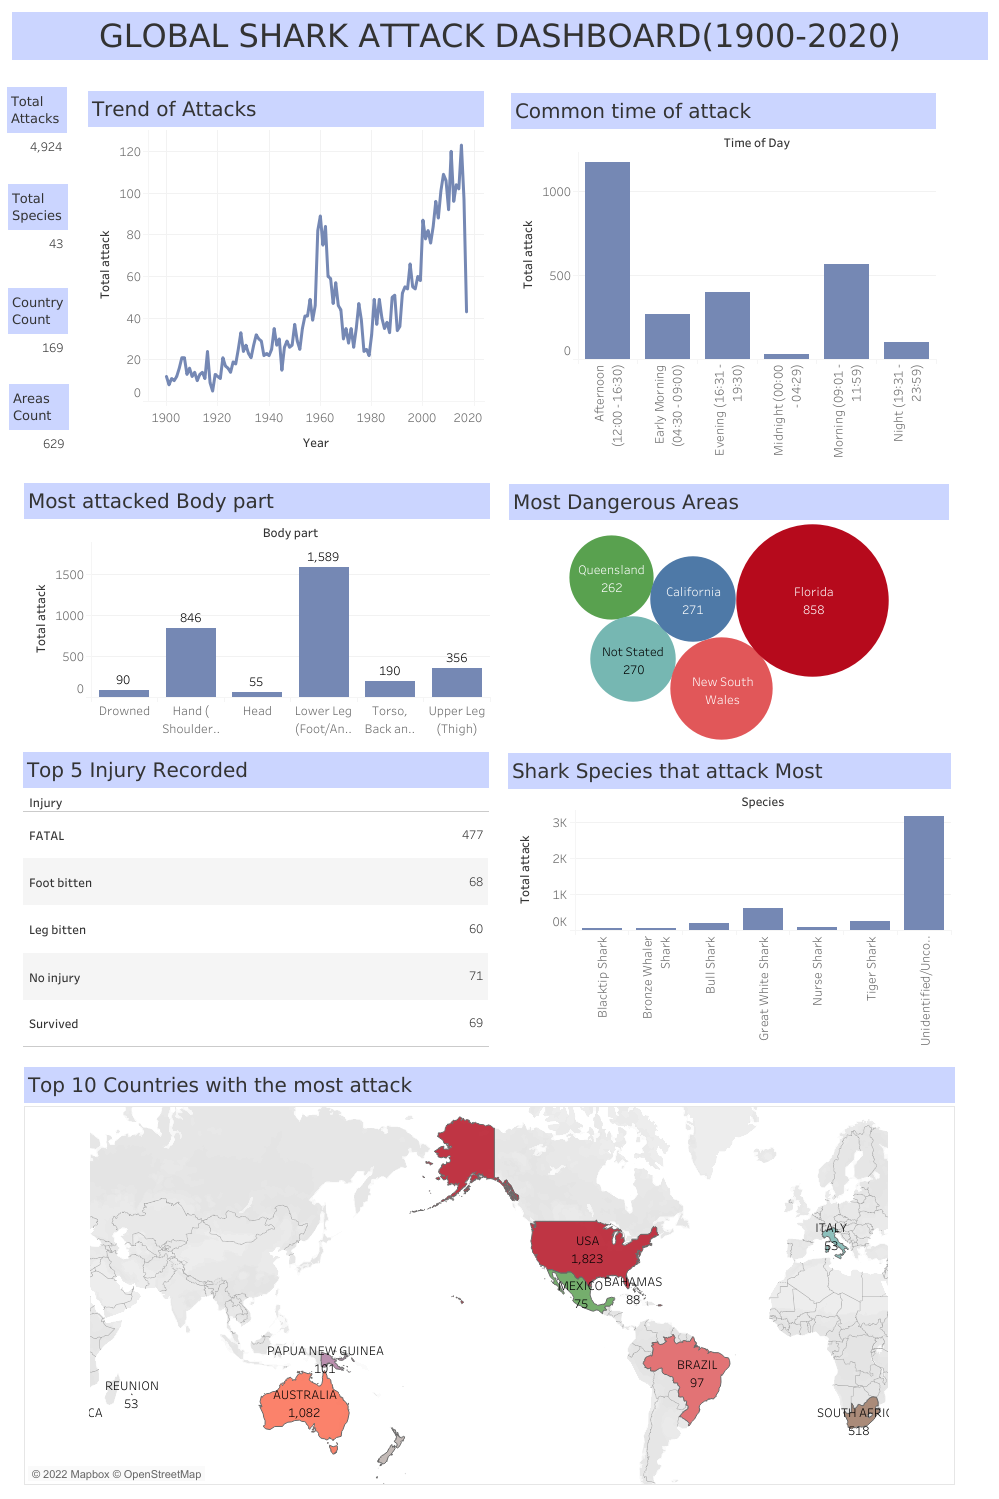 GLOBAL SHARK ATTACK DASHBOARD(1900-2020)
Total
Attacks
4,924
Total
Species
43
Country
Count
169
Areas
Count
629
Trend of Attacks
Total attack
120
100
80
60
40
20
0
1900
1920
1940
1960
1980
2000
2020
Year
Common time of attack
Time of Day
Total attack
1000
500
0
Afternoon
(12:00 - 16:30)
Early Morning
(04:30 - 09:00)
Evening (16:31 -
19:30)
Midnight (00:00
- 04:29)
Morning (09:01 -
11:59)
Night (19:31 -
23:59)
Most attacked Body part
Body part
Total attack
1500
1000
500
0
90
846
55
1,589
190
356
Drowned
Hand (
Shoulder..
Head
Lower Leg
(Foot/An..
Torso,
Back an..
Upper Leg
(Thigh)
Most Dangerous Areas
Queensland
262
California
271
Florida
858
Not Stated
270
New South
Wales
Top 5 Injury Recorded
Injury
FATAL 477
Foot bitten 68
Leg bitten 60
No injury 71
Survived 69
Shark Species that attack Most
Species
Total attack
3K
2K
1K
0K
Blacktip Shark
Bronze Whaler
Shark
Bull Shark
Great White Shark
Nurse Shark
Tiger Shark
Unidentified/Unco..
Top 10 Countries with the most attack
USA
1,823
MEXICO
75
BAHAMAS
88
ITALY
53
PAPUA NEW GUINEA
101
REUNION
53
CA
AUSTRALIA
1,082
BRAZIL
97
SOUTH AFRIC
518
© 2022 Mapbox © OpenStreetMap